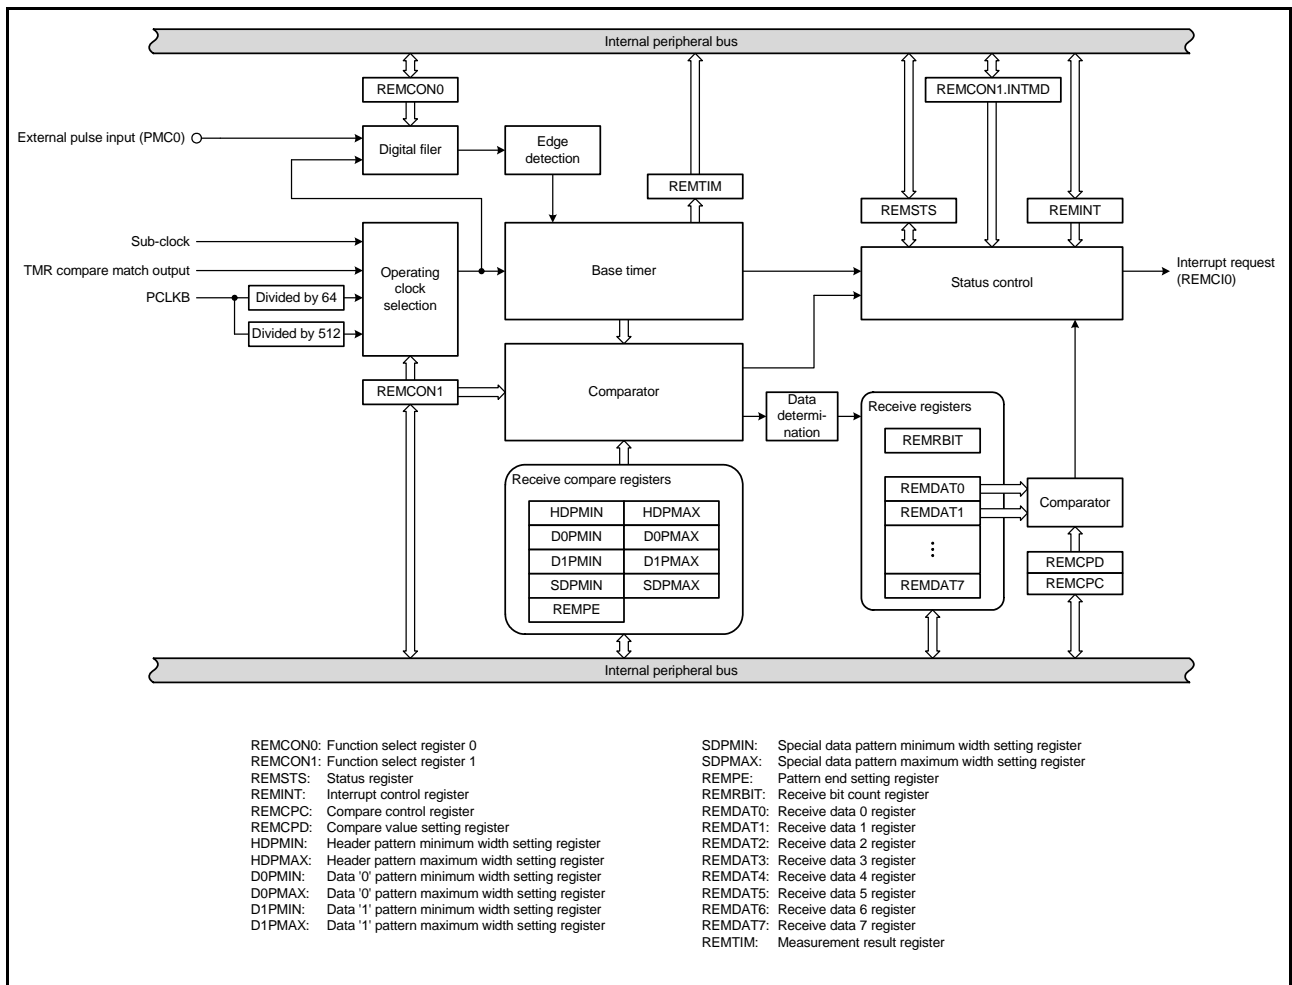 Internal peripheral bus
REMCON0
REMCON1.INTMD
External pulse input (PMC0)
Digital filer
Edge
detection
REMTIM
REMSTS
REMINT
Sub-clock
TMR compare match output
PCLKB
Divided by 64
Divided by 512
Operating
clock
selection
Base timer
Status control
Interrupt request
(REMCI0)
REMCON1
Comparator
Data
determi-
nation
Receive registers
REMRBIT
REMDAT0
REMDAT1
⋮
REMDAT7
Comparator
REMCPD
REMCPC
Receive compare registers
HDPMIN HDPMAX
D0PMIN D0PMAX
D1PMIN D1PMAX
SDPMIN SDPMAX
REMPE
Internal peripheral bus
REMCON0: Function select register 0
REMCON1: Function select register 1
REMSTS: Status register
REMINT: Interrupt control register
REMCPC: Compare control register
REMCPD: Compare value setting register
HDPMIN: Header pattern minimum width setting register
HDPMAX: Header pattern maximum width setting register
D0PMIN: Data '0' pattern minimum width setting register
D0PMAX: Data '0' pattern maximum width setting register
D1PMIN: Data '1' pattern minimum width setting register
D1PMAX: Data '1' pattern maximum width setting register
SDPMIN: Special data pattern minimum width setting register
SDPMAX: Special data pattern maximum width setting register
REMPE: Pattern end setting register
REMRBIT: Receive bit count register
REMDAT0: Receive data 0 register
REMDAT1: Receive data 1 register
REMDAT2: Receive data 2 register
REMDAT3: Receive data 3 register
REMDAT4: Receive data 4 register
REMDAT5: Receive data 5 register
REMDAT6: Receive data 6 register
REMDAT7: Receive data 7 register
REMTIM: Measurement result register